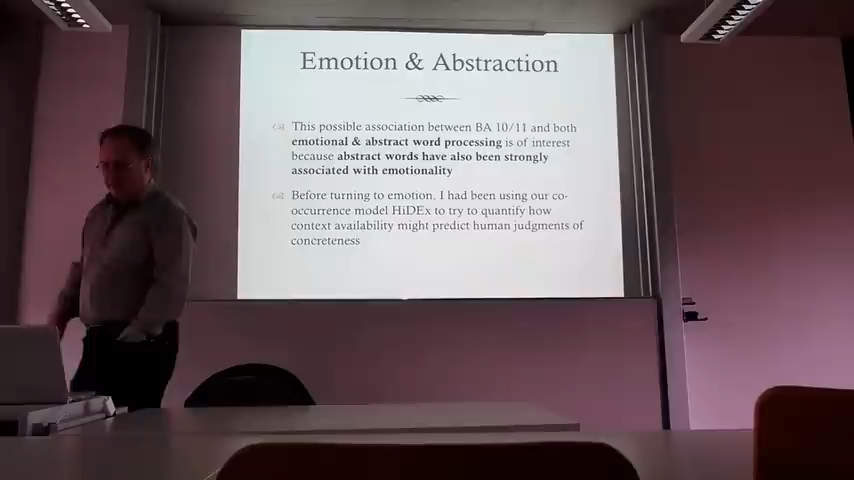 Emotion & Abstraction
This possible association between BA 10/11 and both
emotional & abstract word processing is of interest
because abstract words have also been strongly
associated with emotionality
Before turning to emotion, I had been using our co-
occurrence model HiDEx to try to quantify how
context availability might predict human judgments of
concreteness